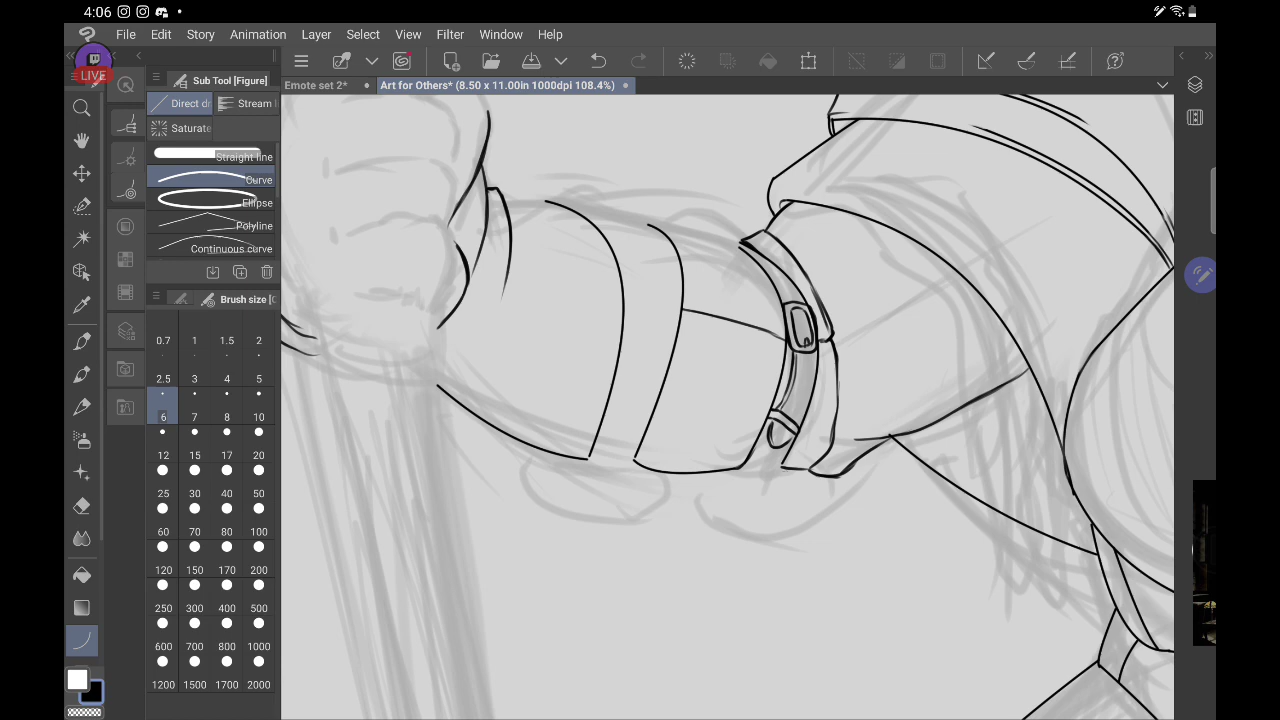 4:06
File Edit Story Animation Layer Select View Filter Window Help
LIVE
Sub Tool [Figure]
Emote set 2*
Art for Others* (8.50 x 11.00in 1000dpi 108.4%)
Direct dr Stream
Saturate
Straight line
Curve
Ellipse
Polyline
Continuous curve
Brush size [
0.7 1 1.5 2
2.5 3 4 5
6 7 8 10
12 15 17 20
25 30 40 50
60 70 80 100
120 150 170 200
250 300 400 500
600 700 800 1000
1200 1500 1700 2000